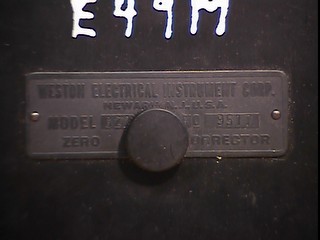 E49M
WESTON ELECTRICAL INSTRUMENT CORP.
NEWARK, N.J., U.S.A.
MODEL
ZERO CORRECTOR